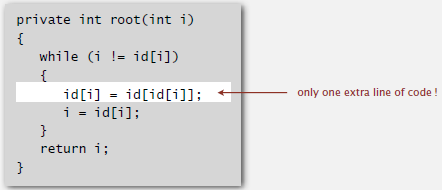 private int root(int i)
{
while (i != id[i])
{
id[i] = id[id[i]];
only one extra line of code !
i = id[i];
}
return i;
}